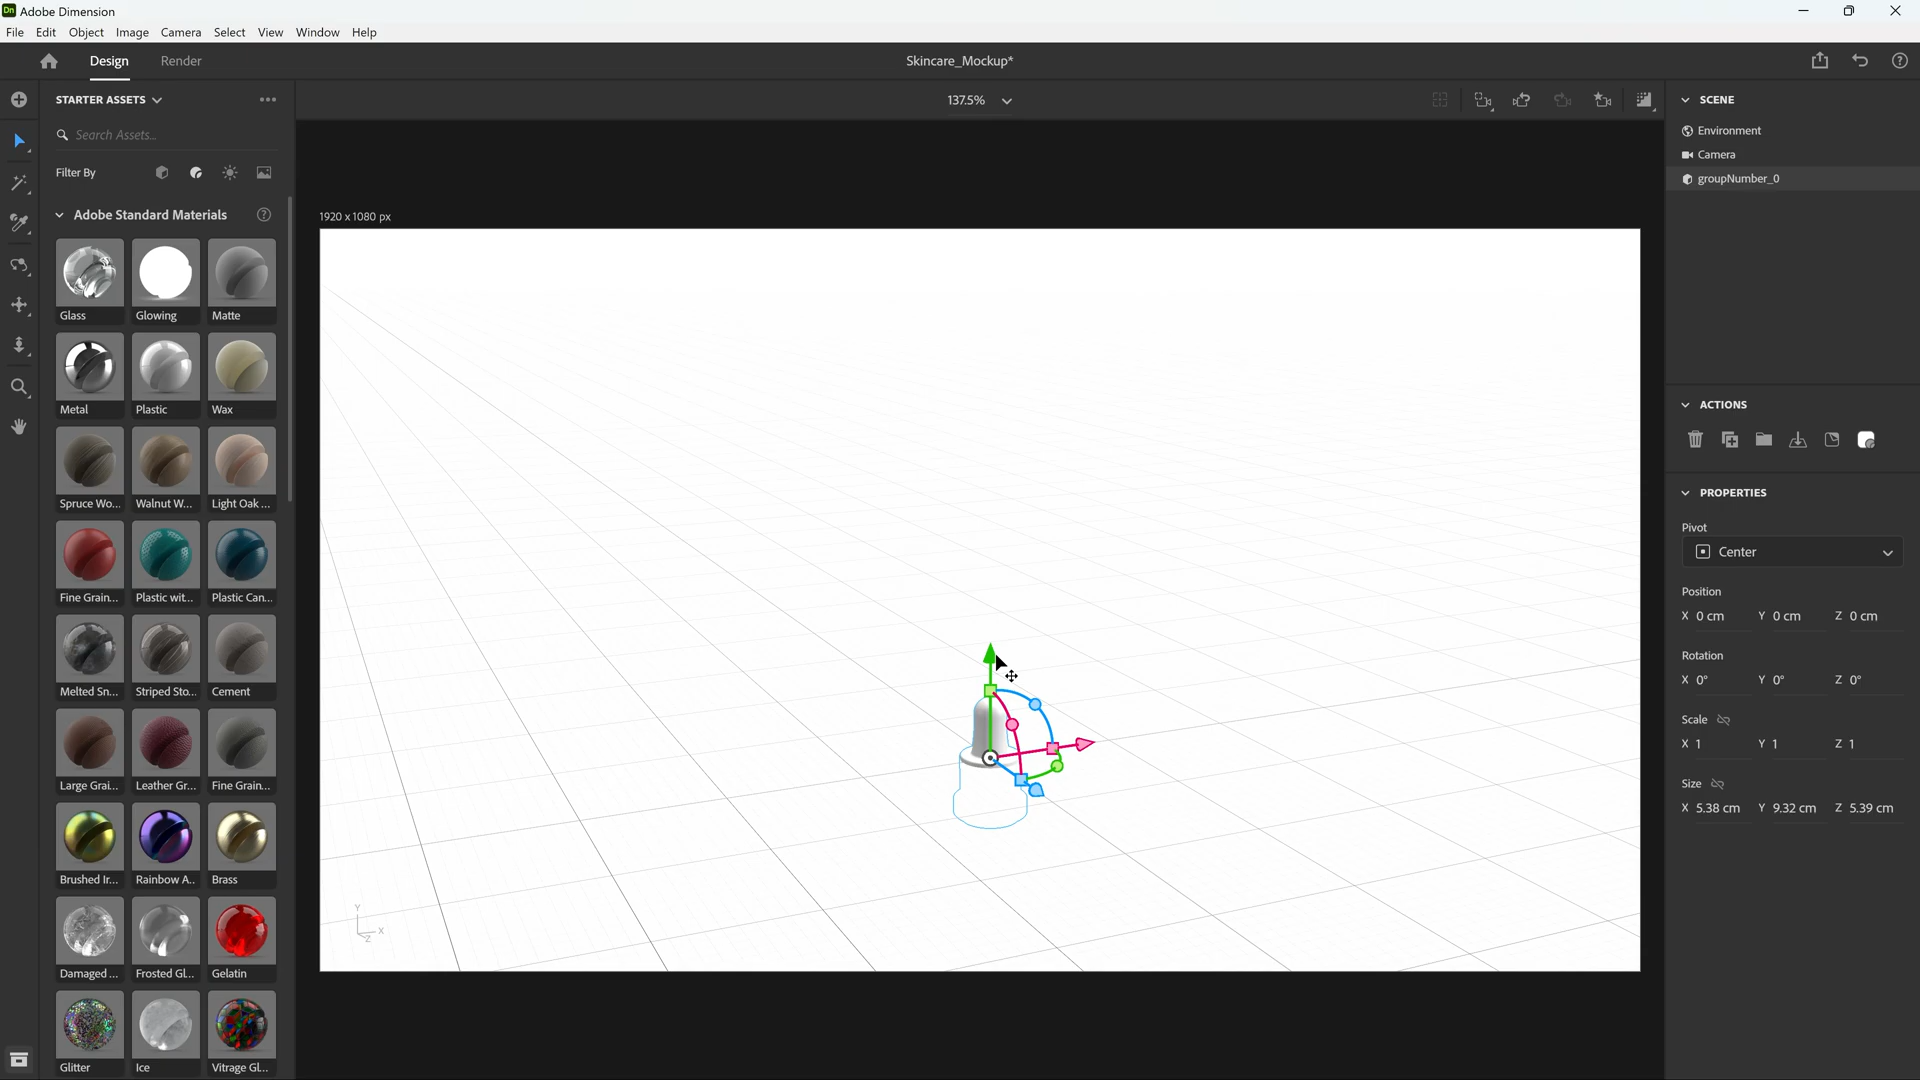 Dn Adobe Dimension
File Edit Object Image Camera Select View Window Help
Design Render Skincare_Mockup*
STARTER ASSETS
Search Assets...
Filter By
Adobe Standard Materials
Glass Glowing Matte
Metal Plastic Wax
Spruce Wo... Walnut W... Light Oak ...
Fine Grain... Plastic wit... Plastic Can...
Melted Sn... Striped Sto... Cement
Large Grai... Leather Gr... Fine Grain...
Brushed Ir... Rainbow A... Brass
Damaged ... Frosted Gl... Gelatin
Glitter Ice Vitrage Gl...
137.5%
1920 x 1080 px
Y
X
Z
SCENE
Environment
Camera
groupNumber_0
ACTIONS
PROPERTIES
Pivot
Center
Position
X 0 cm Y 0 cm Z 0 cm
Rotation
X 0° Y 0° Z 0°
Scale
X 1 Y 1 Z 1
Size
X 5.38 cm Y 9.32 cm Z 5.39 cm